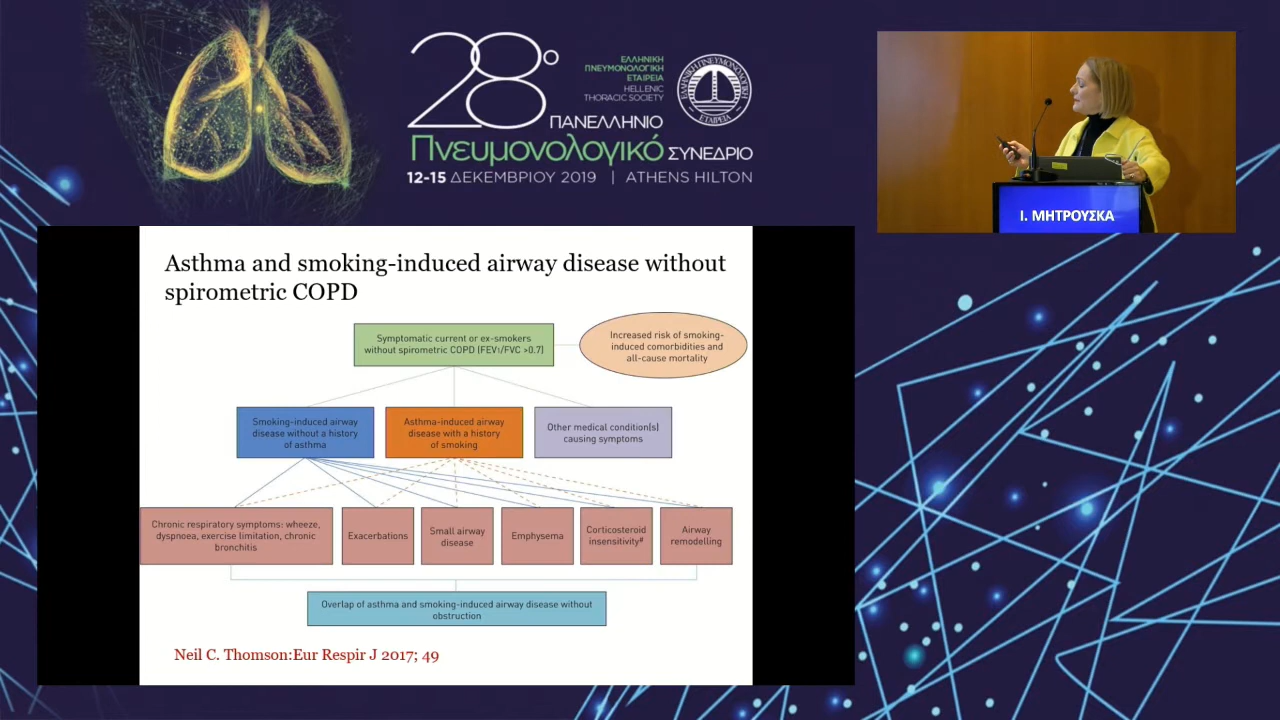 28ο
ΕΛΛΗΝΙΚΗ
ΠΝΕΥΜΟΝΟΛΟΓΙΚΗ
ΕΤΑΙΡΕΙΑ
HELLENIC
THORACIC SOCIETY
ΠΑΝΕΛΛΗΝΙΟ
Πνευμονολογικό ΣΥΝΕΔΡΙΟ
12-15 ΔΕΚΕΜΒΡΙΟΥ 2019 | ATHENS HILTON
Ι. ΜΗΤΡΟΥΣΚΑ
Asthma and smoking-induced airway disease without
spirometric COPD
Symptomatic current or ex-smokers
without spirometric COPD (FEV1/FVC >0.7)
Increased risk of smoking-
induced comorbidities and
all-cause mortality
Smoking-induced airway
disease without a history
of asthma
Asthma-induced airway
disease with a history
of smoking
Other medical condition(s)
causing symptoms
Chronic respiratory symptoms: wheeze,
dyspnoea, exercise limitation, chronic
bronchitis
Exacerbations
Small airway
disease
Emphysema
Corticosteroid
insensitivity#
Airway
remodelling
Overlap of asthma and smoking-induced airway disease without
obstruction
Neil C. Thomson:Eur Respir J 2017; 49